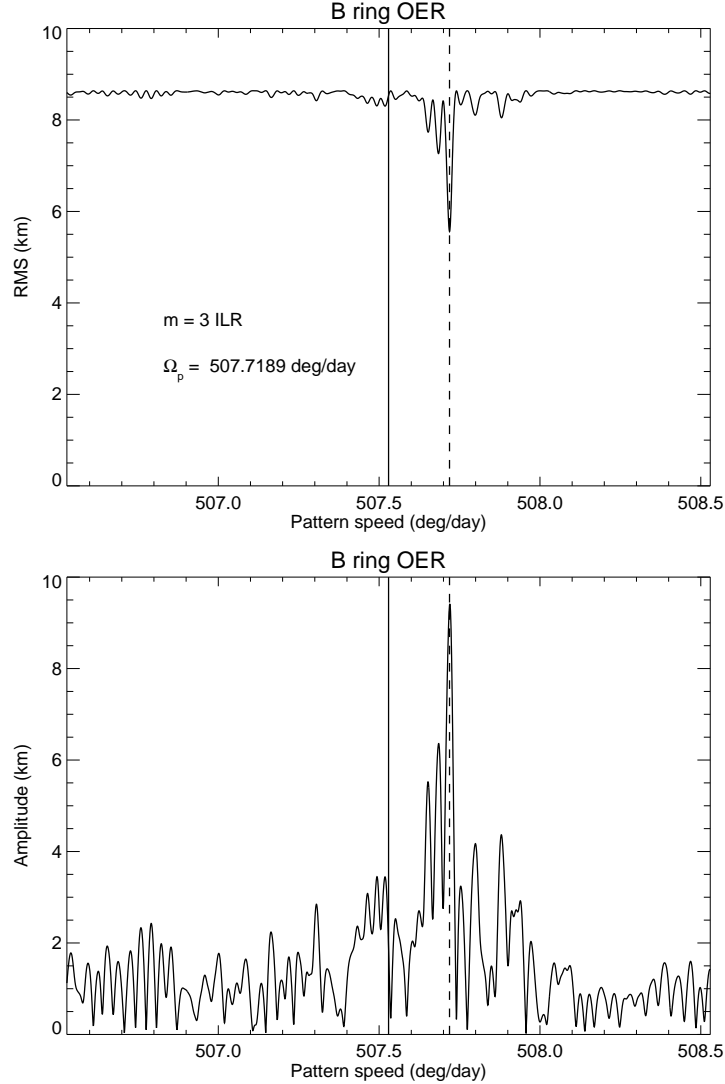 B ring OER
10
8
6
4
2
0
RMS (km)
m = 3 ILR
Ωp = 507.7189 deg/day
507.0 507.5 508.0 508.5
Pattern speed (deg/day)
B ring OER
10
8
6
4
2
0
Amplitude (km)
507.0 507.5 508.0 508.5
Pattern speed (deg/day)